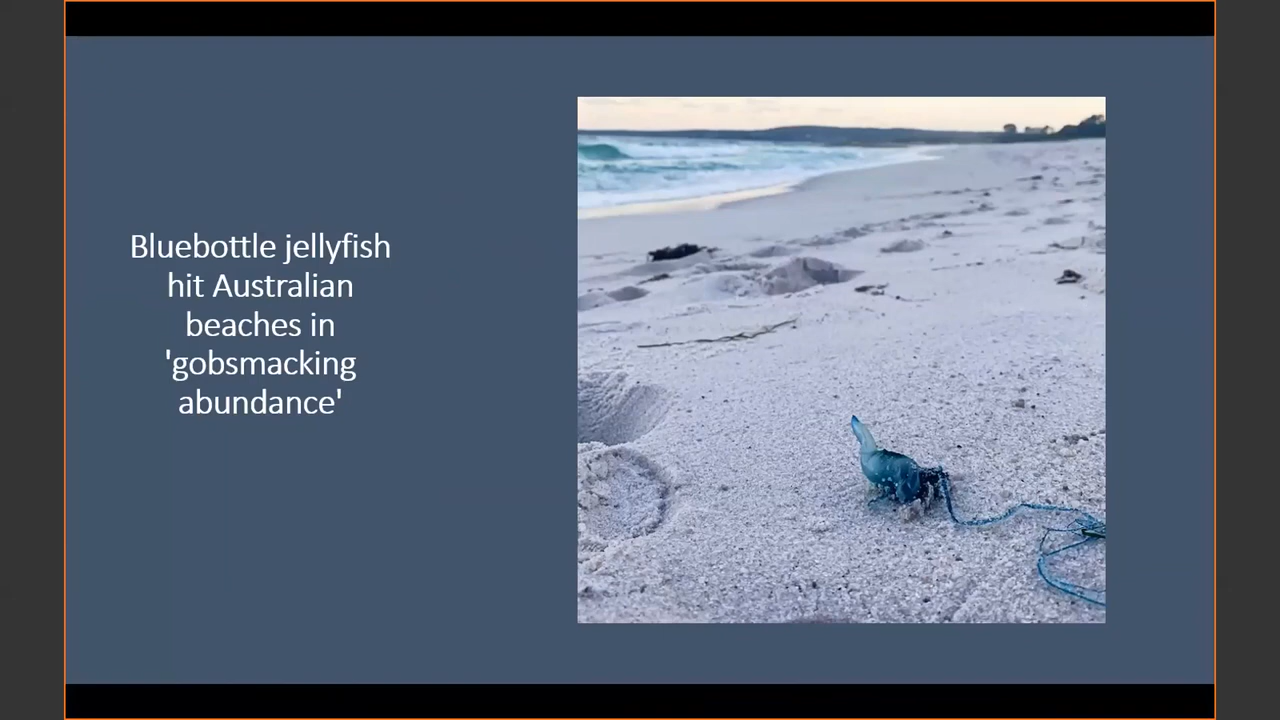 Bluebottle jellyfish
hit Australian
beaches in
'gobsmacking
abundance'